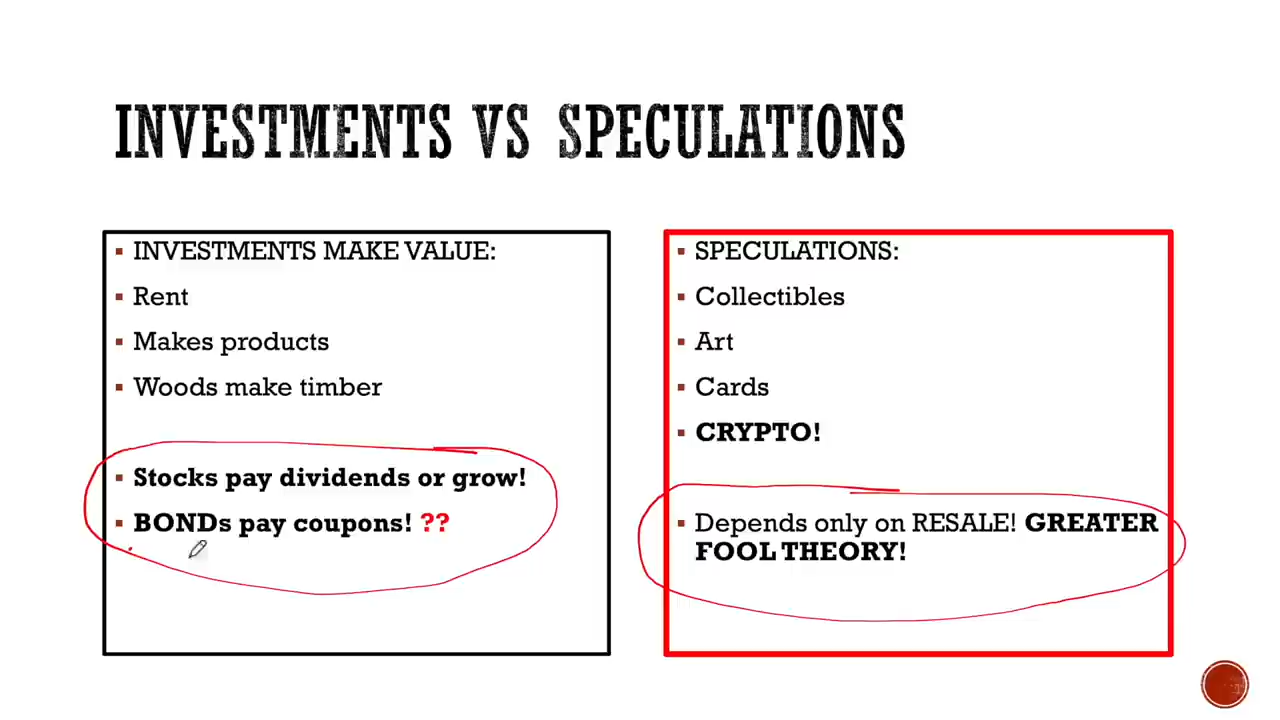 INVESTMENTS VS SPECULATIONS
INVESTMENTS MAKE VALUE:
Rent
Makes products
Woods make timber
Stocks pay dividends or grow!
BONDs pay coupons! ??
SPECULATIONS:
Collectibles
Art
Cards
CRYPTO!
Depends only on RESALE! GREATER
FOOL THEORY!